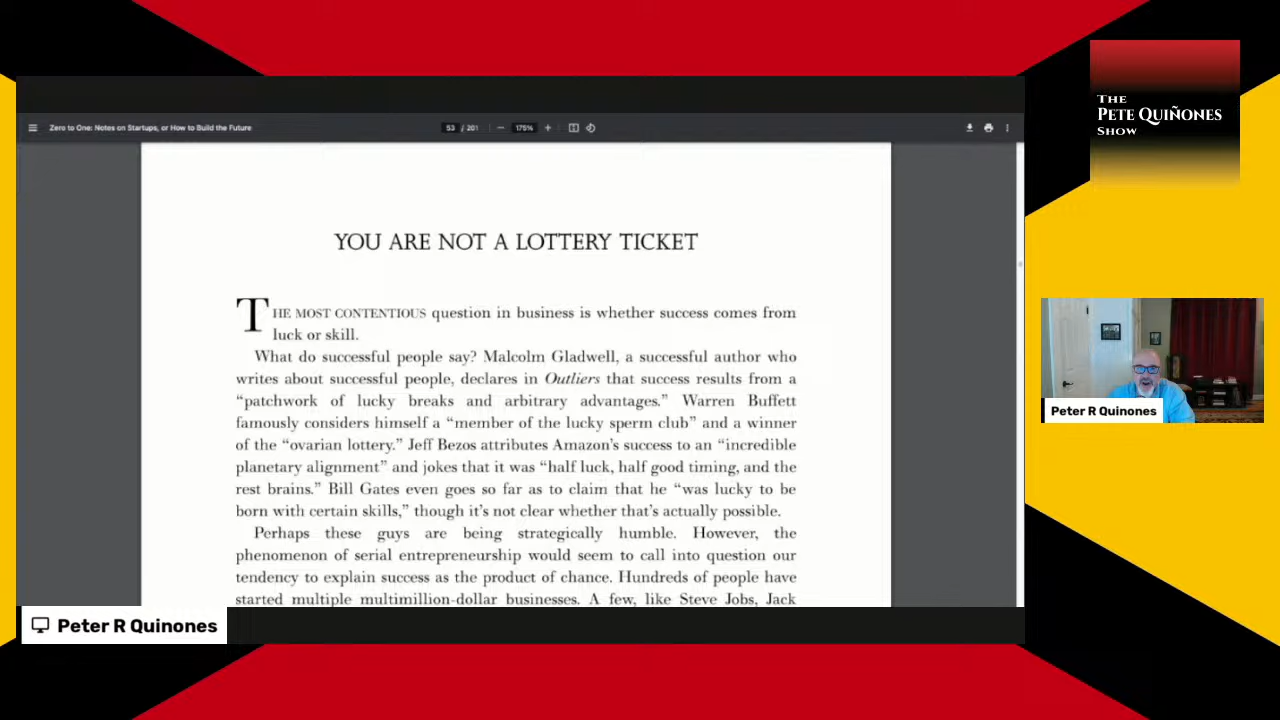 Zero to One: Notes on Startups, or How to Build the Future
53 / 201
175%
YOU ARE NOT A LOTTERY TICKET
THE MOST CONTENTIOUS question in business is whether success comes from
luck or skill.
What do successful people say? Malcolm Gladwell, a successful author who
writes about successful people, declares in Outliers that success results from a
“patchwork of lucky breaks and arbitrary advantages.” Warren Buffett
famously considers himself a “member of the lucky sperm club” and a winner
of the “ovarian lottery.” Jeff Bezos attributes Amazon’s success to an “incredible
planetary alignment” and jokes that it was “half luck, half good timing, and the
rest brains.” Bill Gates even goes so far as to claim that he “was lucky to be
born with certain skills,” though it’s not clear whether that’s actually possible.
Perhaps these guys are being strategically humble. However, the
phenomenon of serial entrepreneurship would seem to call into question our
tendency to explain success as the product of chance. Hundreds of people have
started multiple multimillion-dollar businesses. A few, like Steve Jobs, Jack
Peter R Quinones
THE
PETE QUIÑONES
SHOW
Peter R Quinones